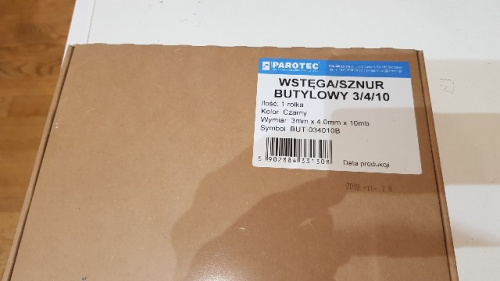 PAROTEC
WSTĘGA/SZNUR
BUTYLOWY 3/4/10
Ilość: 1 rolka
Kolor: Czarny
Wymiar: 3mm x 4.0mm x 10mb
Symbol: BUT-034010B
Data produkcji